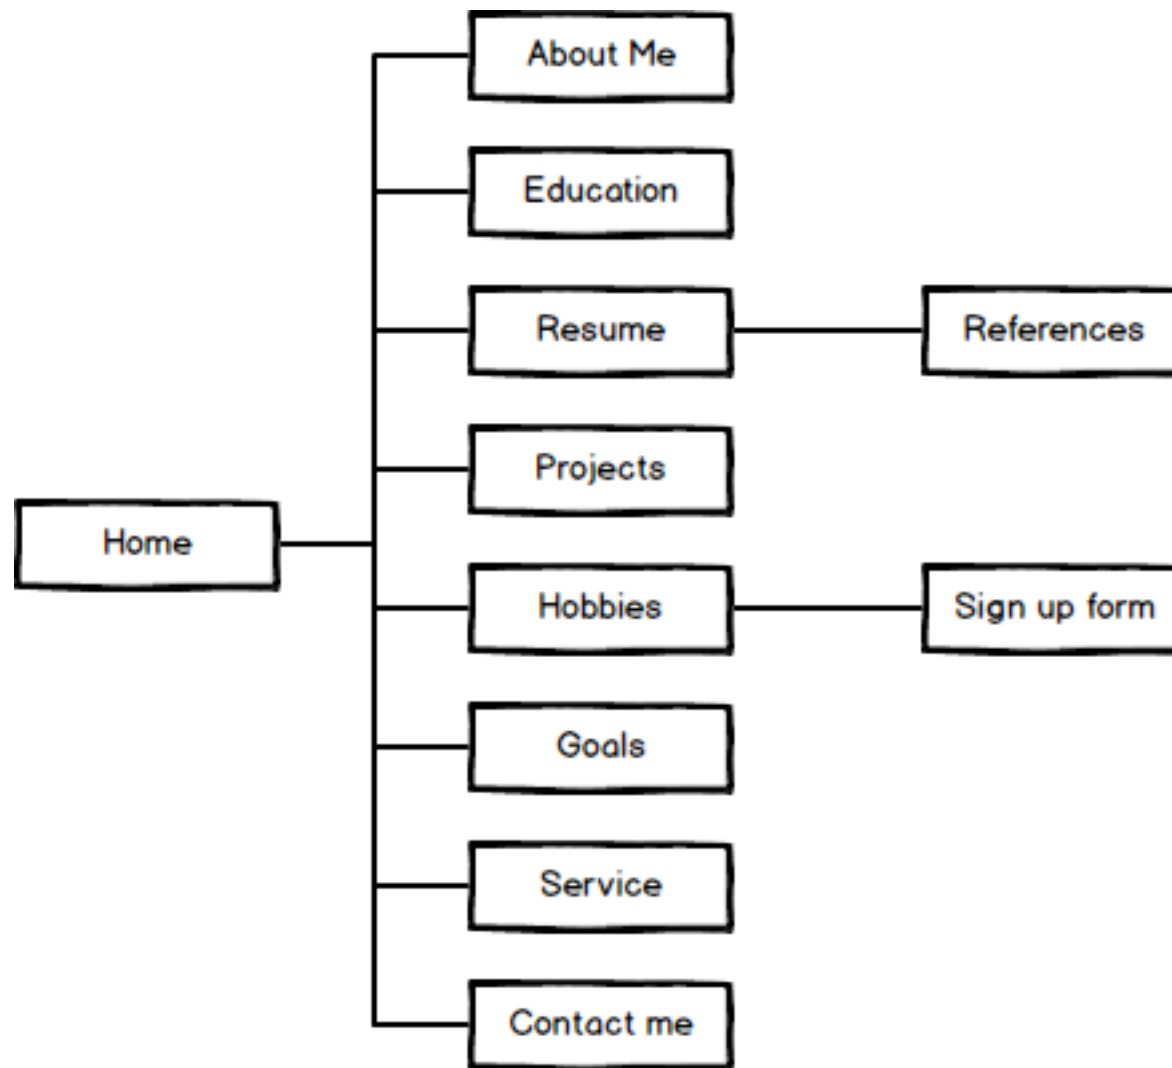 About Me
Education
Resume
References
Projects
Home
Hobbies
Sign up form
Goals
Service
Contact me